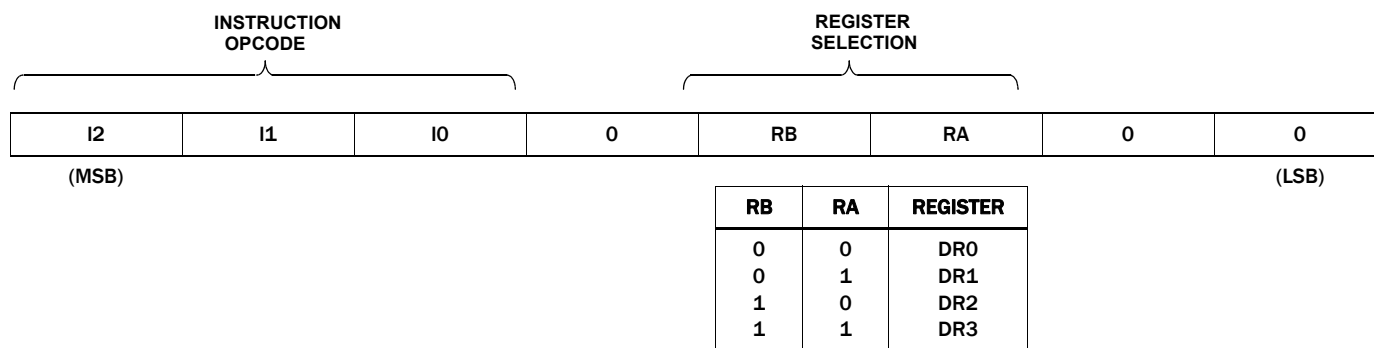 INSTRUCTION
OPCODE
REGISTER
SELECTION
I2 I1 I0 0 RB RA 0 0
(MSB) (LSB)
RB RA REGISTER
0 0 DR0
0 1 DR1
1 0 DR2
1 1 DR3